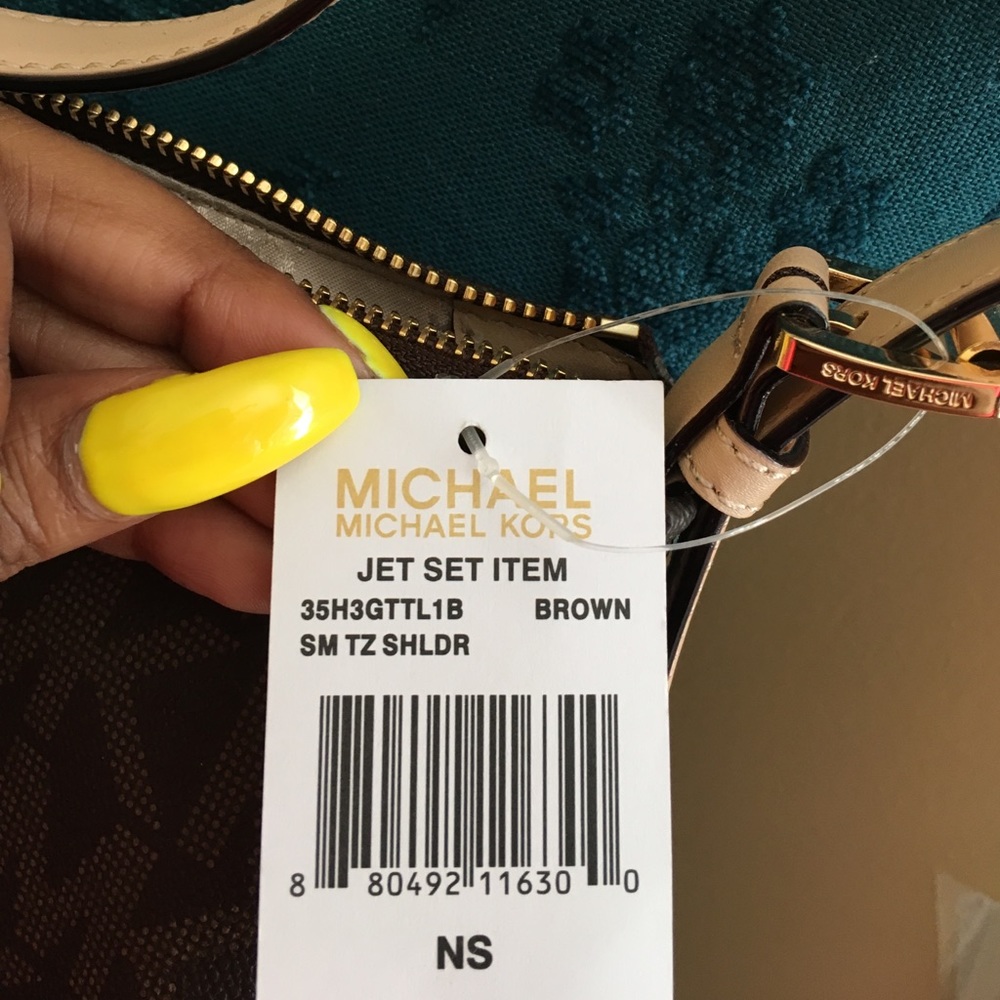 MICHAEL
MICHAEL KORS
JET SET ITEM
35H3GTTL1B BROWN
SM TZ SHLDR
8 80492 11630 0
NS
MICHAEL KORS